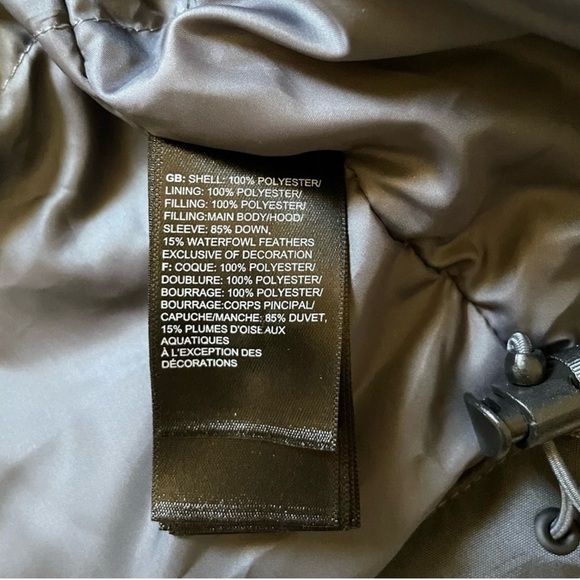 GB: SHELL: 100% POLYESTER/
LINING: 100% POLYESTER/
FILLING: 100% POLYESTER/
FILLING:MAIN BODY/HOOD/
SLEEVE: 85% DOWN,
15% WATERFOWL FEATHERS
EXCLUSIVE OF DECORATION
F: COQUE: 100% POLYESTER/
DOUBLURE: 100% POLYESTER/
BOURRAGE: 100% POLYESTER/
BOURRAGE:CORPS PINCIPAL/
CAPUCHE/MANCHE: 85% DUVET,
15% PLUMES D'OISEAUX
AQUATIQUES
À L'EXCEPTION DES
DÉCORATIONS